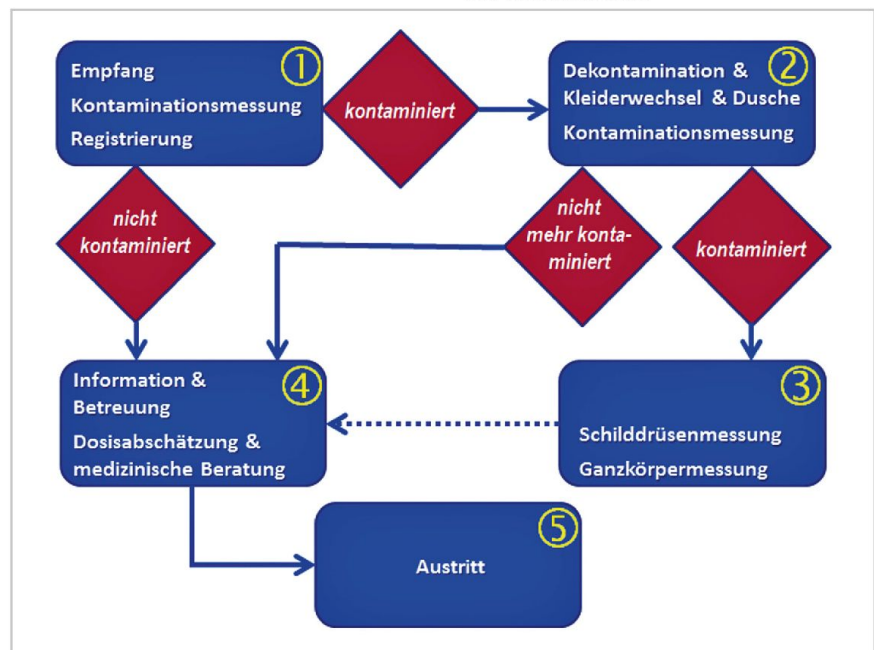 ①
Empfang
Kontaminationsmessung
Registrierung
kontaminiert
②
Dekontamination &
Kleiderwechsel & Dusche
Kontaminationsmessung
nicht
kontaminiert
nicht
mehr konta-
miniert
kontaminiert
④
Information &
Betreuung
Dosisabschätzung &
medizinische Beratung
③
Schilddrüsenmessung
Ganzkörpermessung
⑤
Austritt